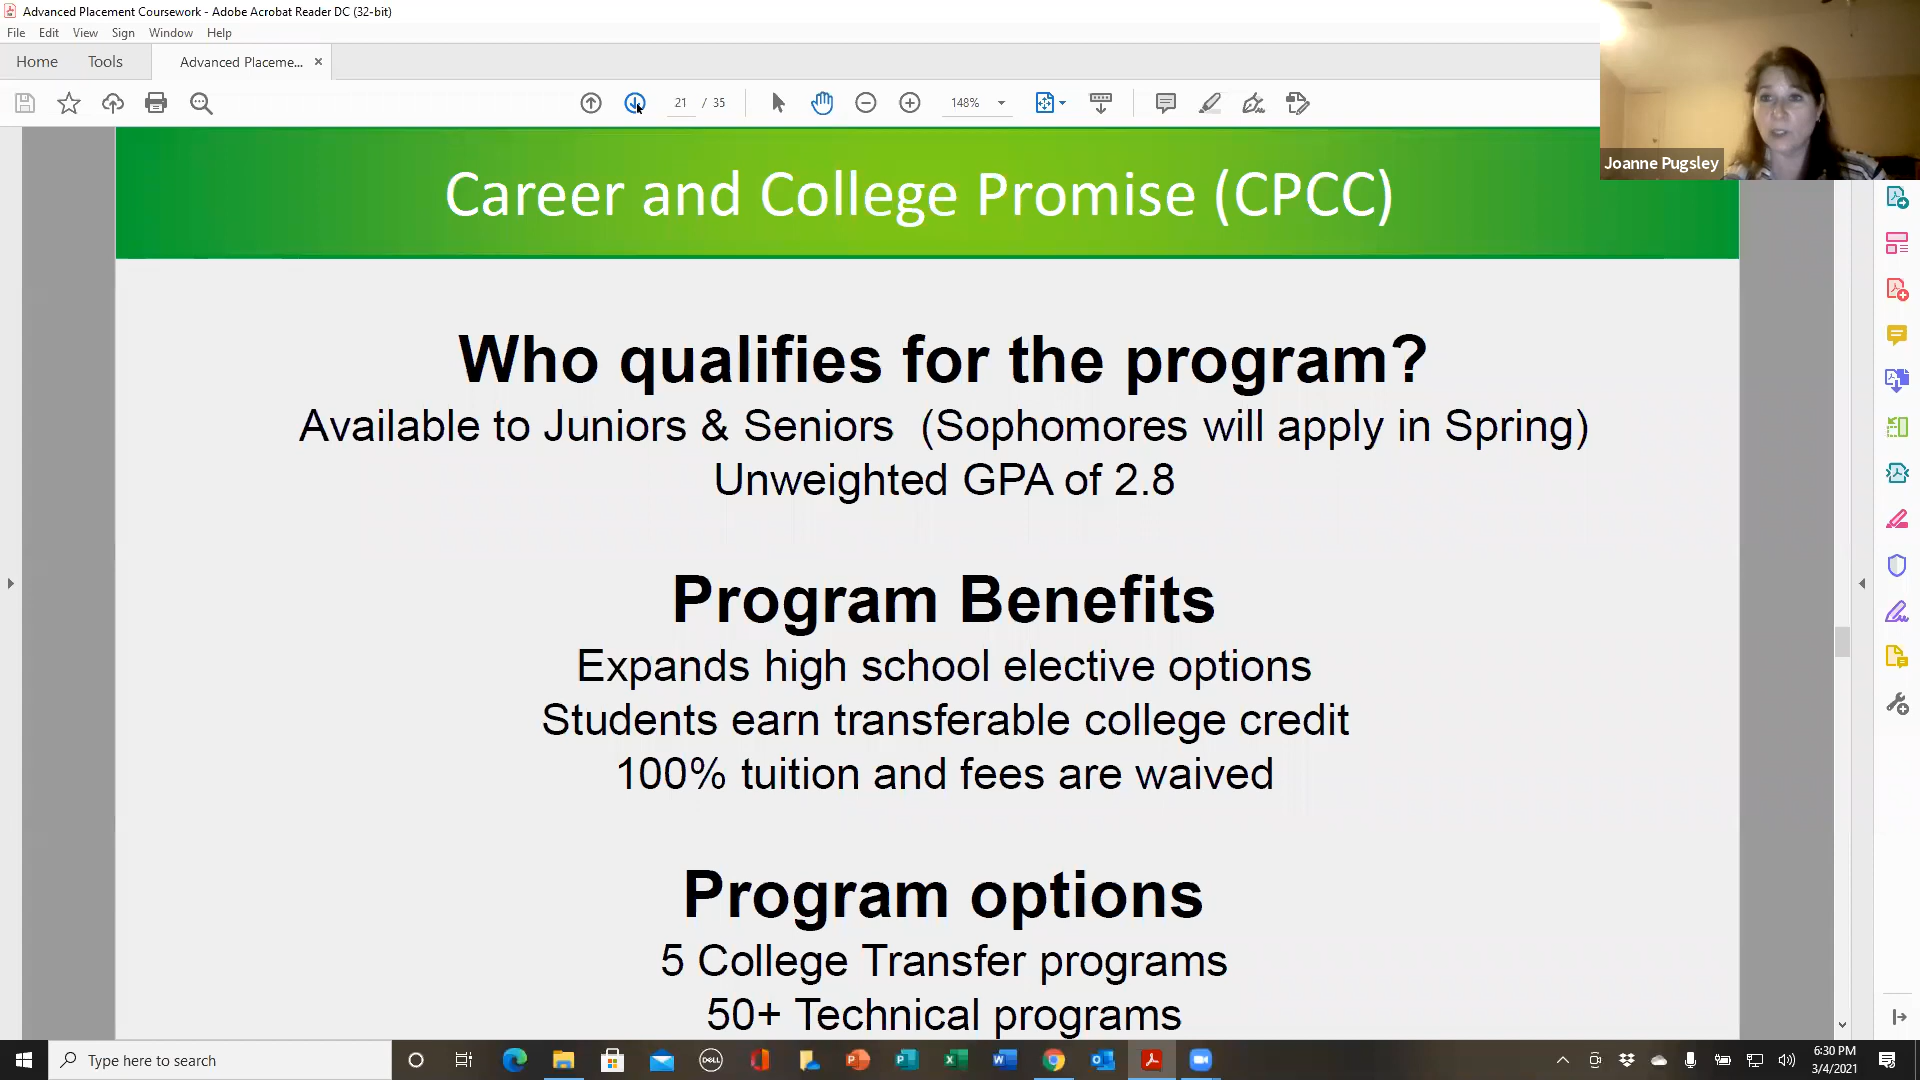 Advanced Placement Coursework - Adobe Acrobat Reader DC (32-bit)
File Edit View Sign Window Help
Home Tools Advanced Placeme... ×
21 / 35 148%
Joanne Pugsley
Career and College Promise (CPCC)
Who qualifies for the program?
Available to Juniors & Seniors (Sophomores will apply in Spring)
Unweighted GPA of 2.8
Program Benefits
Expands high school elective options
Students earn transferable college credit
100% tuition and fees are waived
Program options
5 College Transfer programs
50+ Technical programs
Type here to search
DELL
6:30 PM
3/4/2021